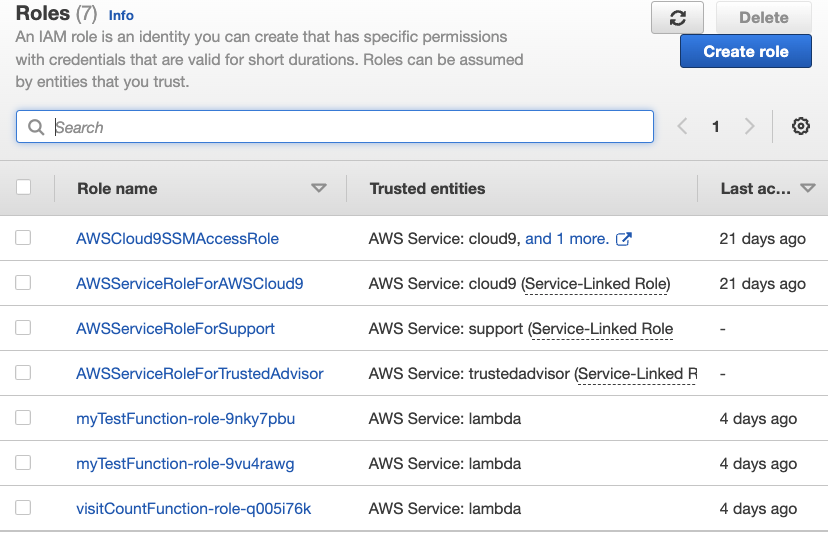 Roles (7) Info
Delete
An IAM role is an identity you can create that has specific permissions
with credentials that are valid for short durations. Roles can be assumed
by entities that you trust.
Create role
Search
1
Role name Trusted entities Last ac...
AWSCloud9SSMAccessRole AWS Service: cloud9, and 1 more. 21 days ago
AWSServiceRoleForAWSCloud9 AWS Service: cloud9 (Service-Linked Role) 21 days ago
AWSServiceRoleForSupport AWS Service: support (Service-Linked Role -
AWSServiceRoleForTrustedAdvisor AWS Service: trustedadvisor (Service-Linked R -
myTestFunction-role-9nky7pbu AWS Service: lambda 4 days ago
myTestFunction-role-9vu4rawg AWS Service: lambda 4 days ago
visitCountFunction-role-q005i76k AWS Service: lambda 4 days ago